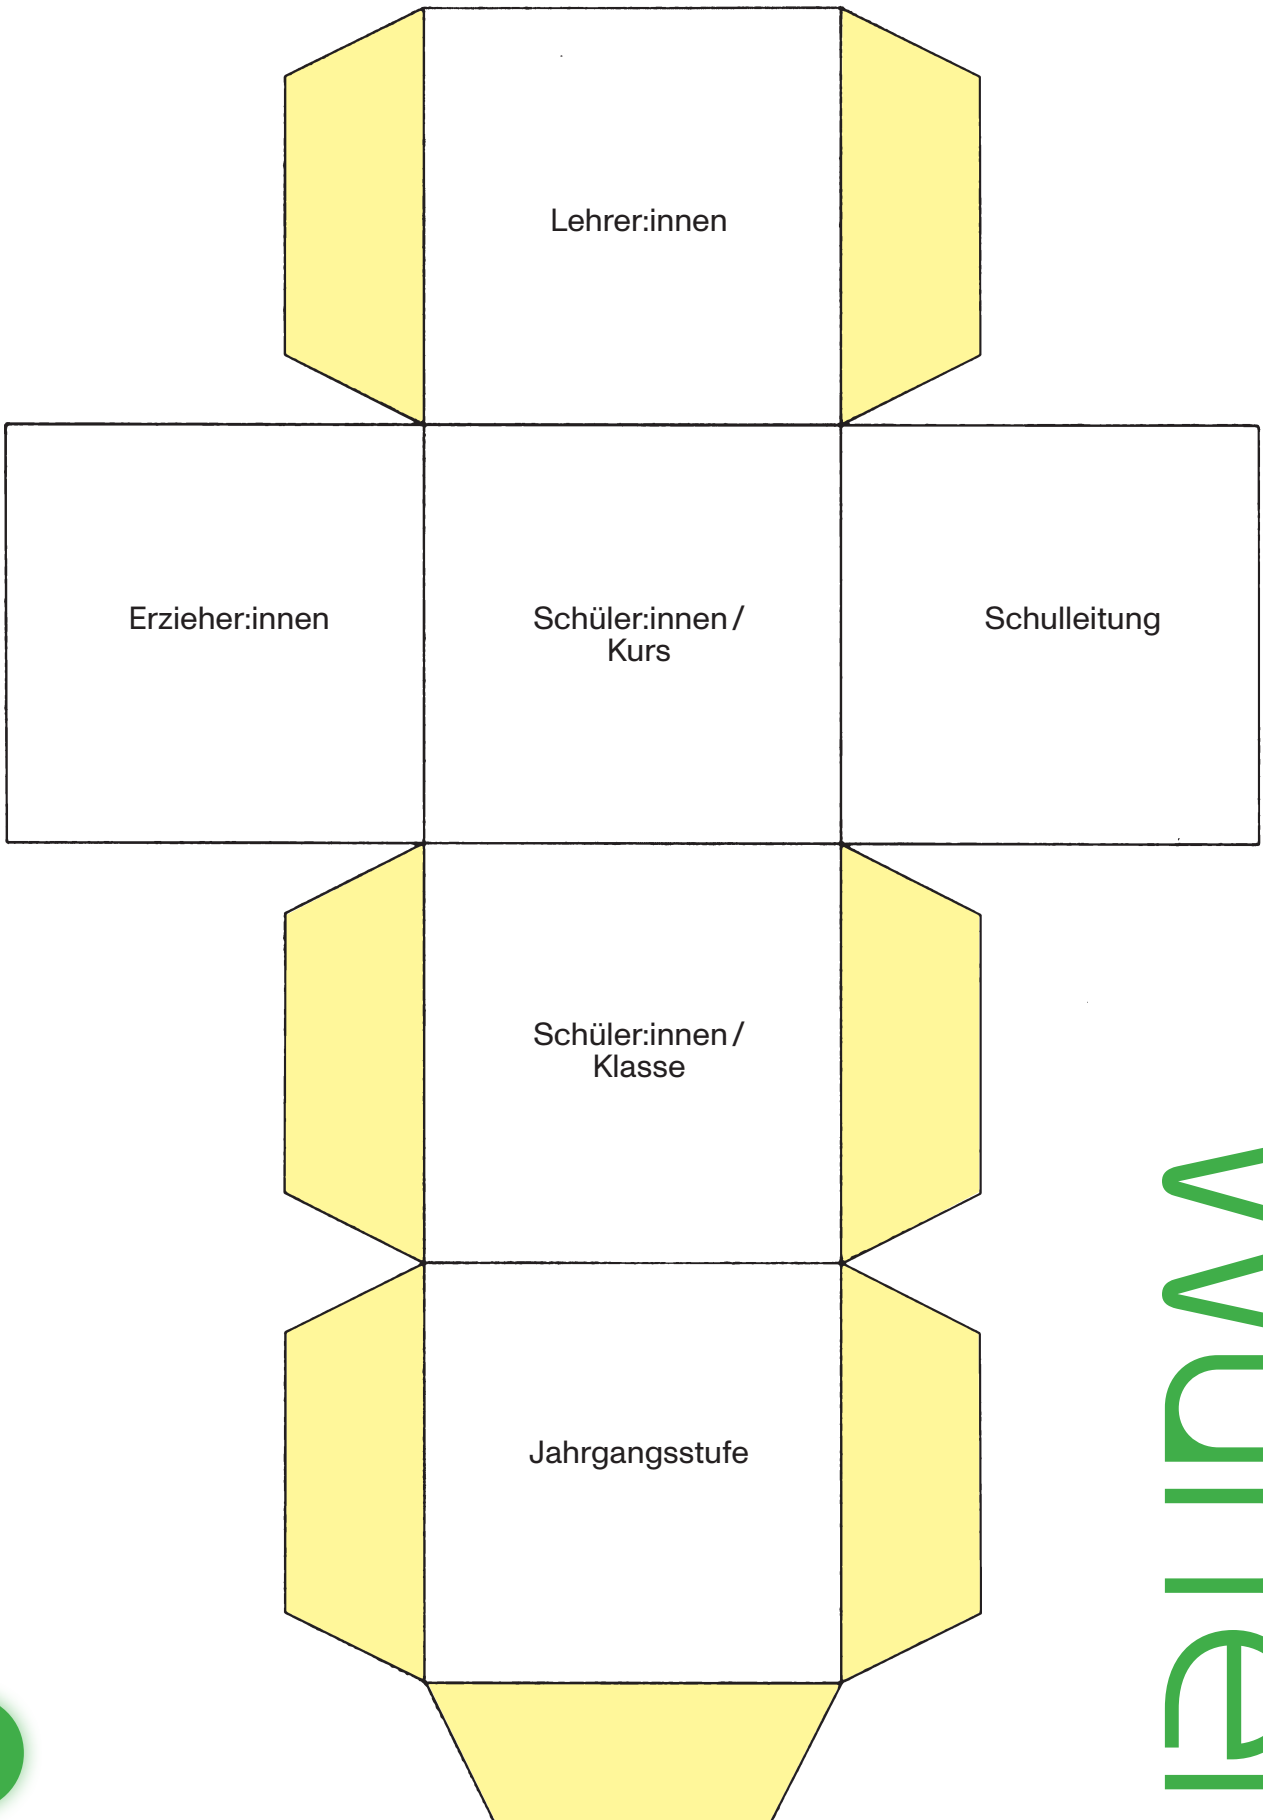 Lehrer:innen
Erzieher:innen
Schüler:innen /
Kurs
Schulleitung
Schüler:innen /
Klasse
Jahrgangsstufe